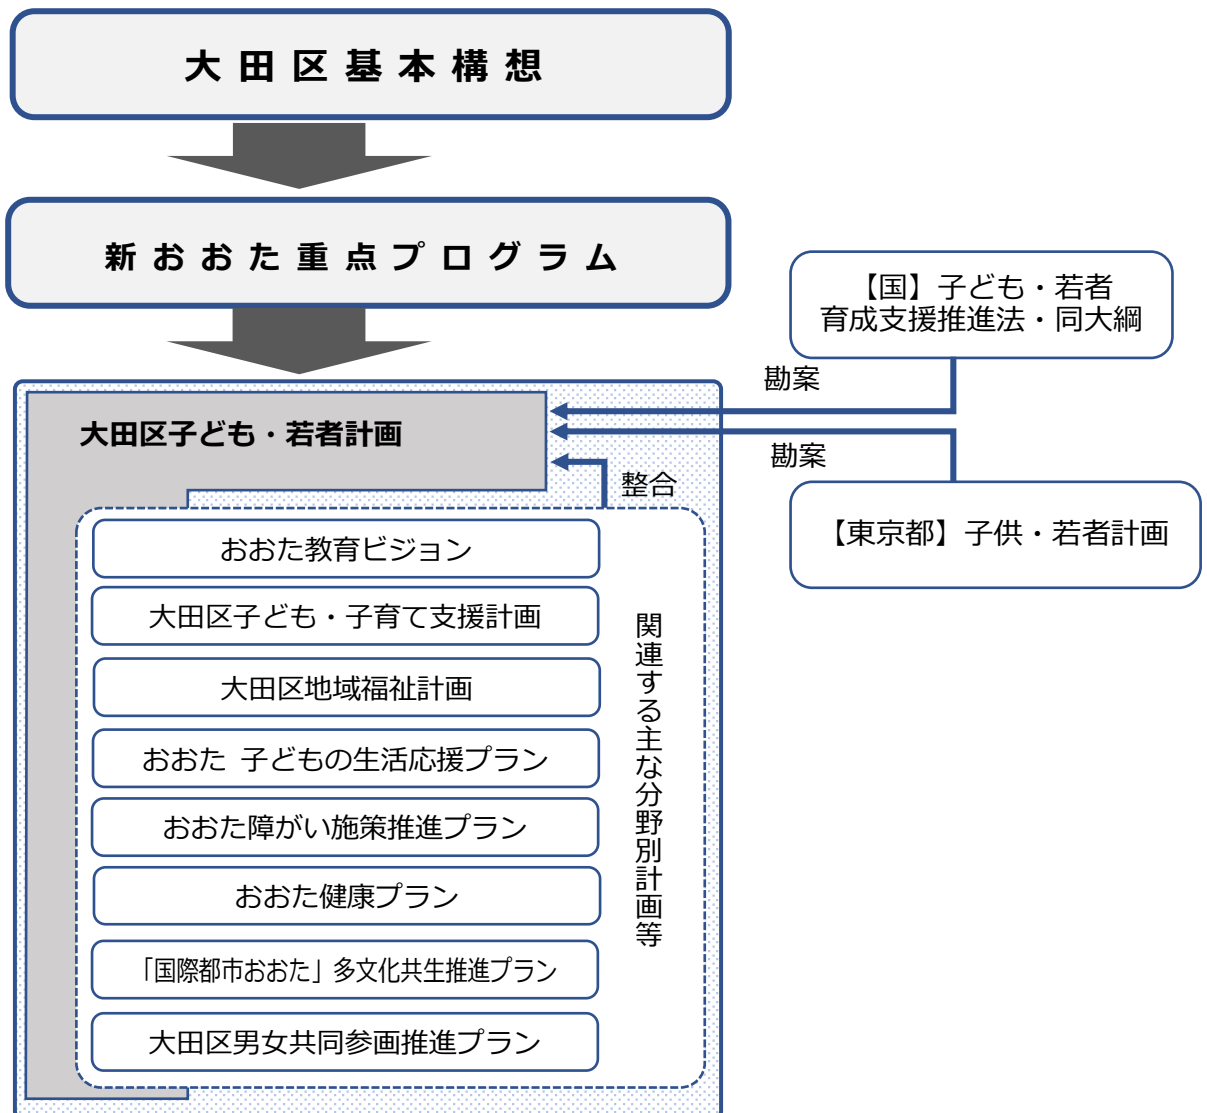 大田区基本構想
新おおた重点プログラム
【国】子ども・若者
育成支援推進法・同大綱
勘案
大田区子ども・若者計画
勘案
整合
【東京都】子供・若者計画
おおた教育ビジョン
大田区子ども・子育て支援計画
大田区地域福祉計画
おおた 子どもの生活応援プラン
おおた障がい施策推進プラン
おおた健康プラン
「国際都市おおた」多文化共生推進プラン
大田区男女共同参画推進プラン
関連する主な分野別計画等